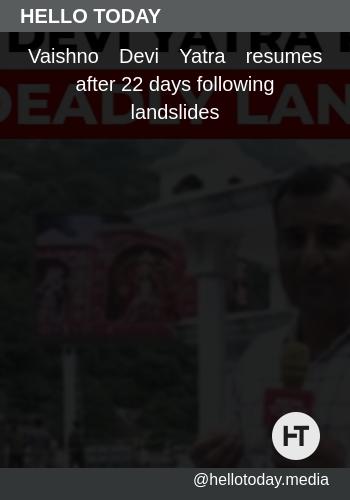 HELLO TODAY
DEVI YATRA
Vaishno Devi Yatra resumes
after 22 days following
landslides
DEADLY LAN
HT
@hellotoday.media